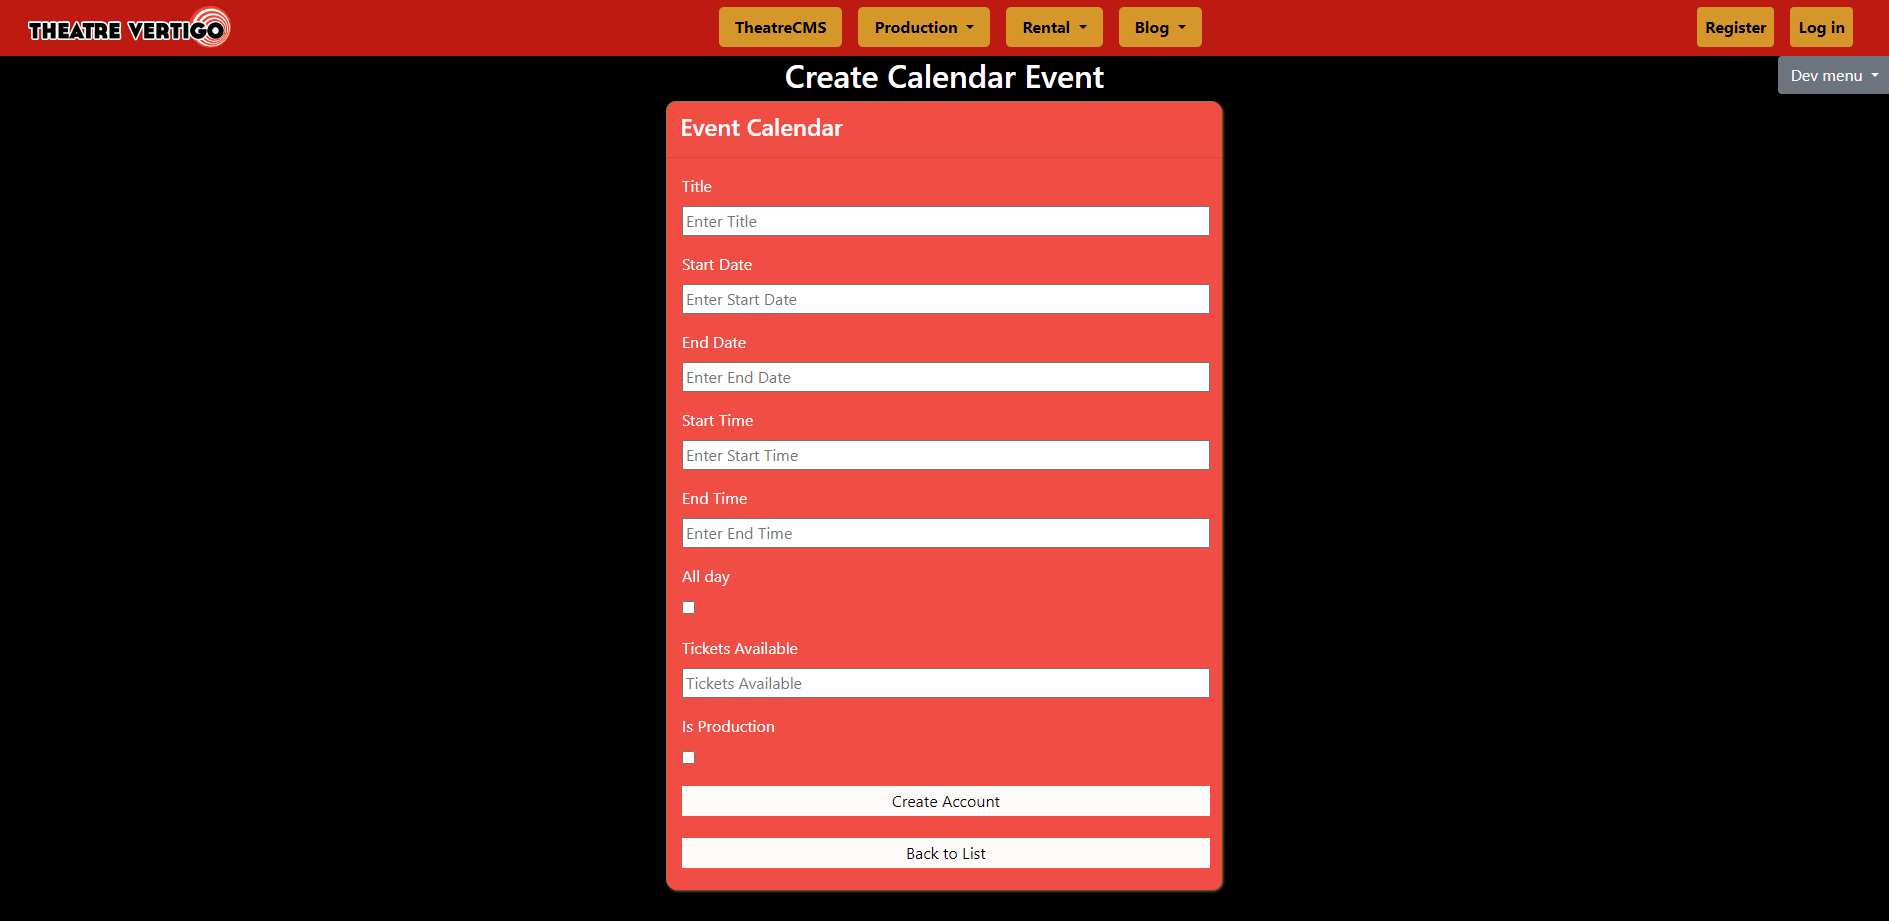 THEATRE VERTIGO
TheatreCMS Production Rental Blog Register Log in
Create Calendar Event
Dev menu
Event Calendar
Title
Enter Title
Start Date
Enter Start Date
End Date
Enter End Date
Start Time
Enter Start Time
End Time
Enter End Time
All day
Tickets Available
Tickets Available
Is Production
Create Account
Back to List